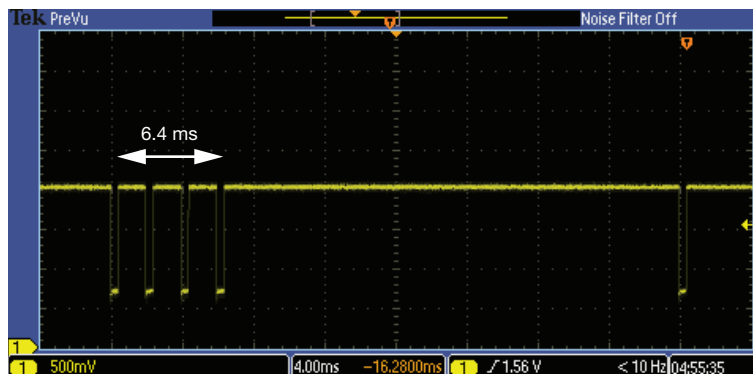 Tek PreVu Noise Filter Off
T
T
6.4 ms
1
1 500mV 4.00ms -16.2800ms 1 / 1.56 V < 10 Hz 04:55:35